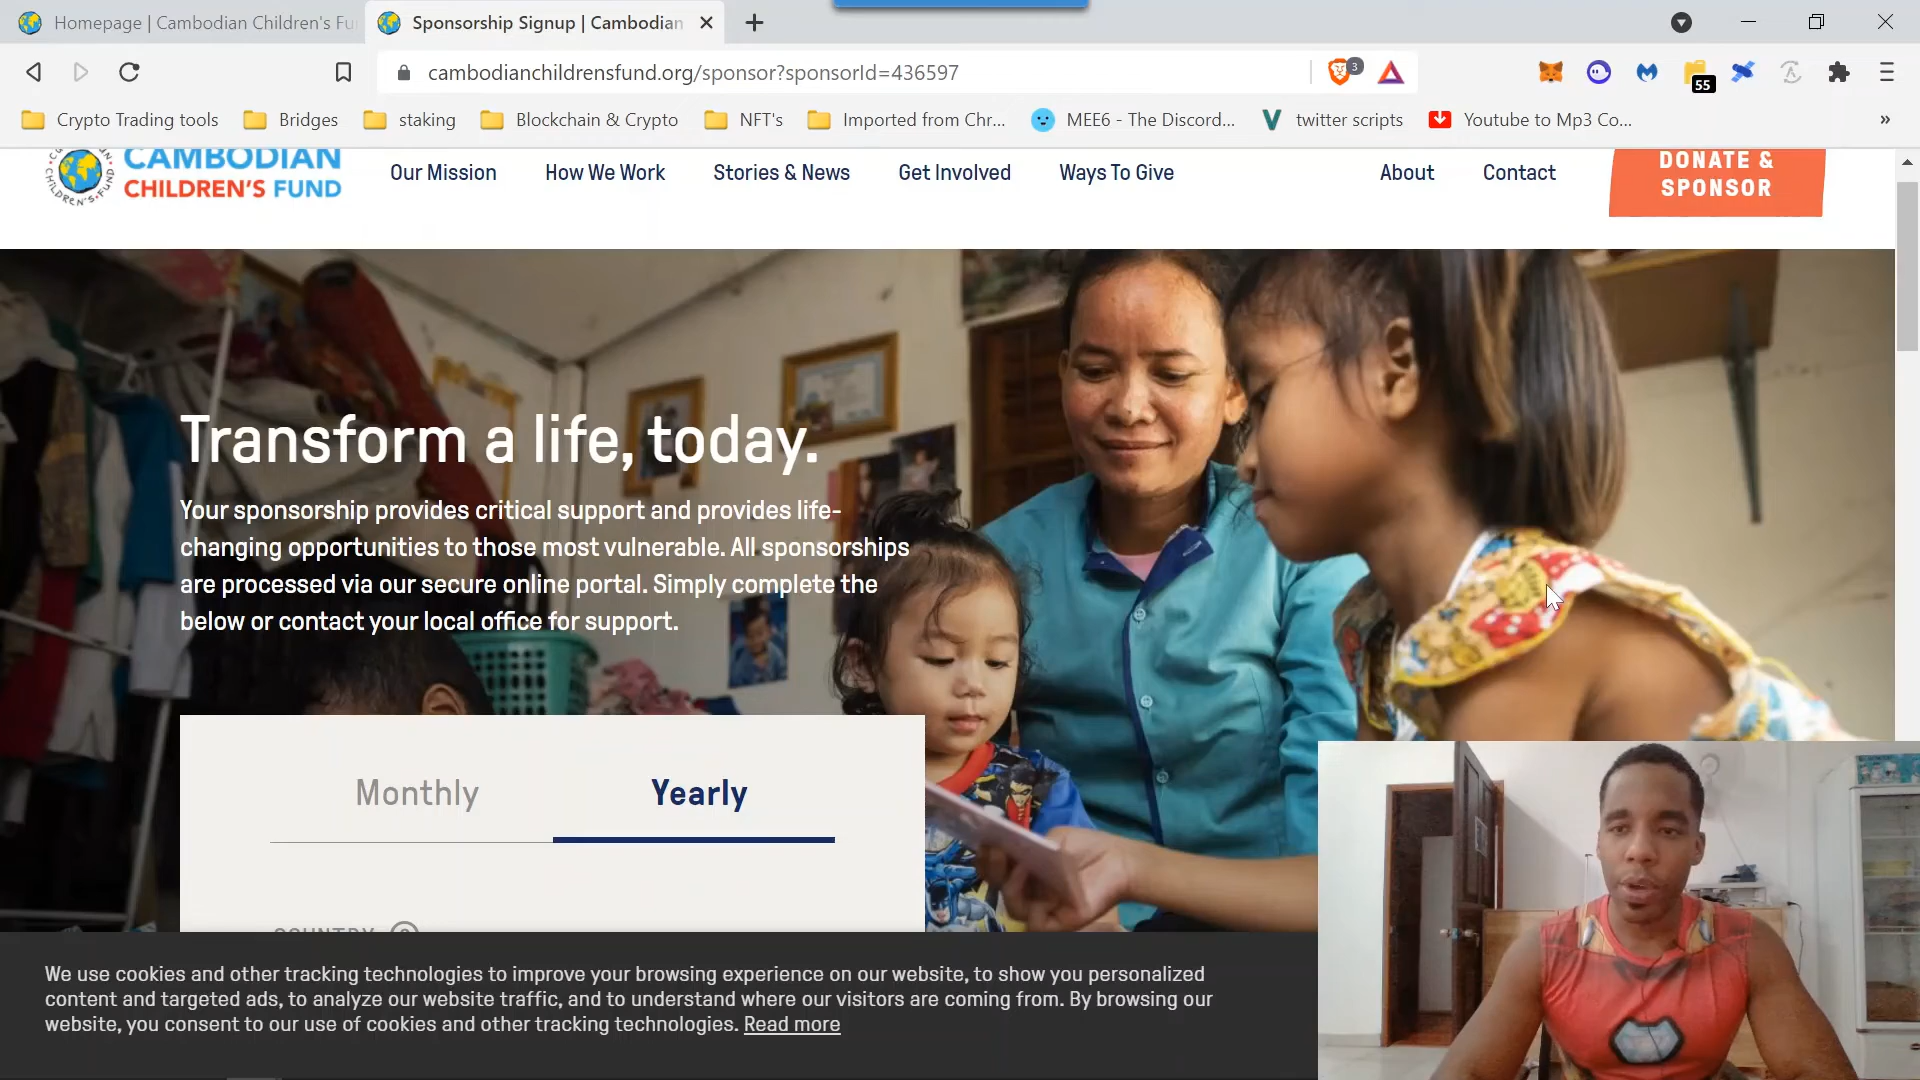 Homepage | Cambodian Children's Fu
Sponsorship Signup | Cambodian
cambodianchildrensfund.org/sponsor?sponsorId=436597
3
55
Crypto Trading tools
Bridges
staking
Blockchain & Crypto
NFT's
Imported from Chr...
MEE6 - The Discord...
twitter scripts
Youtube to Mp3 Co...
»
CAMBODIAN
CHILDREN'S FUND
Our Mission
How We Work
Stories & News
Get Involved
Ways To Give
About
Contact
DONATE &
SPONSOR
Transform a life, today.
Your sponsorship provides critical support and provides life-
changing opportunities to those most vulnerable. All sponsorships
are processed via our secure online portal. Simply complete the
below or contact your local office for support.
Monthly
Yearly
COUNTRY
We use cookies and other tracking technologies to improve your browsing experience on our website, to show you personalized
content and targeted ads, to analyze our website traffic, and to understand where our visitors are coming from. By browsing our
website, you consent to our use of cookies and other tracking technologies. Read more